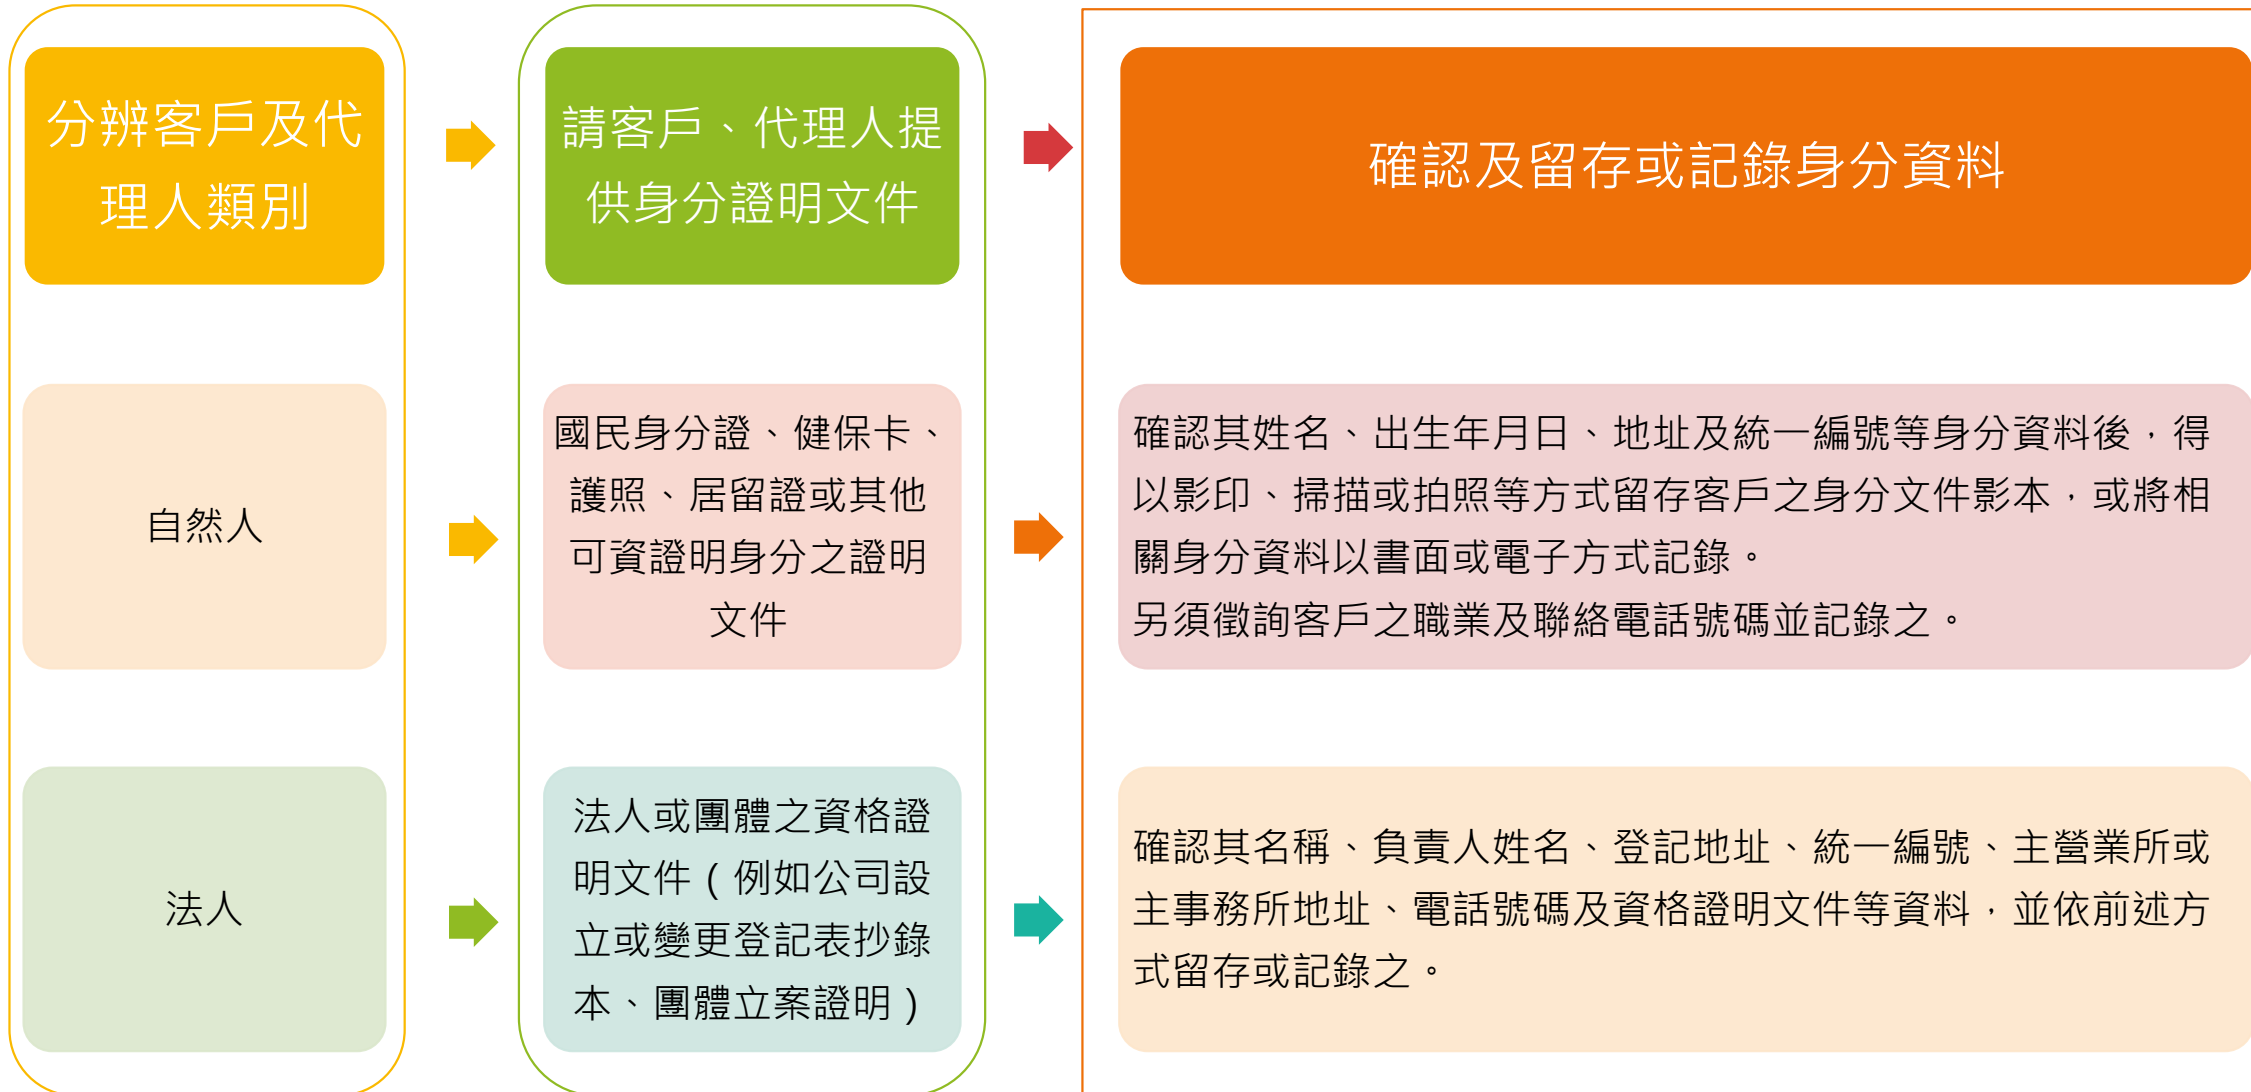 分辨客戶及代
理人類別
請客戶、代理人提
供身分證明文件
確認及留存或記錄身分資料
自然人
國民身分證、健保卡、
護照、居留證或其他
可資證明身分之證明
文件
確認其姓名、出生年月日、地址及統一編號等身分資料後，得
以影印、掃描或拍照等方式留存客戶之身分文件影本，或將相
關身分資料以書面或電子方式記錄。
另須徵詢客戶之職業及聯絡電話號碼並記錄之。
法人
法人或團體之資格證
明文件（例如公司設
立或變更登記表抄錄
本、團體立案證明）
確認其名稱、負責人姓名、登記地址、統一編號、主營業所或
主事務所地址、電話號碼及資格證明文件等資料，並依前述方
式留存或記錄之。